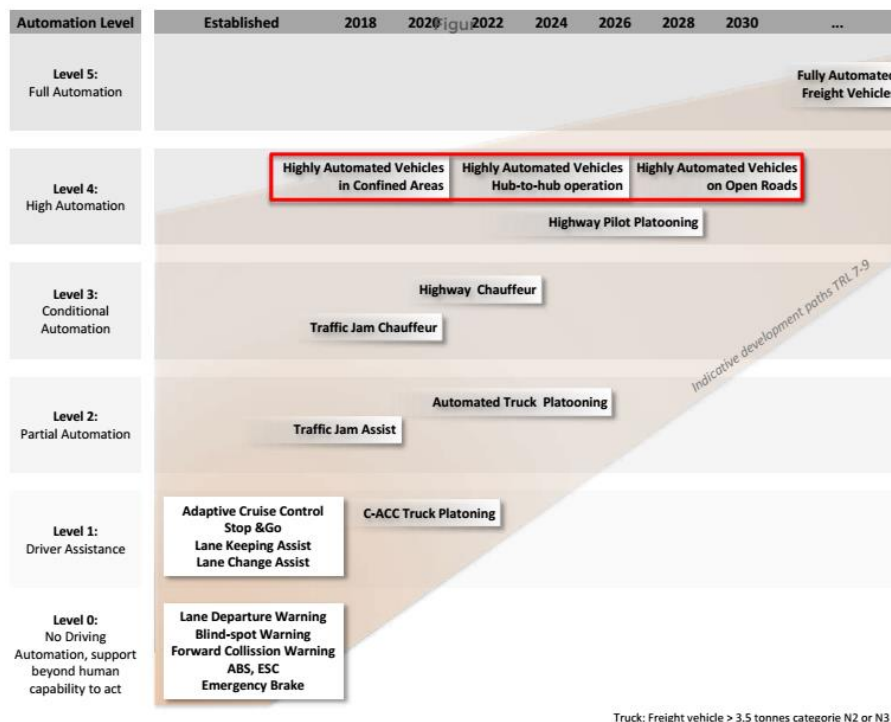 Automation Level Established 2018 2020 Figur 2022 2024 2026 2028 2030 ...
Level 5:
Full Automation
Fully Automated
Freight Vehicles
Level 4:
High Automation
Highly Automated Vehicles
in Confined Areas
Highly Automated Vehicles
Hub-to-hub operation
Highly Automated Vehicles
on Open Roads
Highway Pilot Platooning
Level 3:
Conditional
Automation
Highway Chauffeur
Traffic Jam Chauffeur
Indicative development paths TRL 7-9
Level 2:
Partial Automation
Automated Truck Platooning
Traffic Jam Assist
Level 1:
Driver Assistance
Adaptive Cruise Control
Stop &Go
Lane Keeping Assist
Lane Change Assist
C-ACC Truck Platoning
Level 0:
No Driving
Automation, support
beyond human
capability to act
Lane Departure Warning
Blind-spot Warning
Forward Collission Warning
ABS, ESC
Emergency Brake
Truck: Freight vehicle > 3.5 tonnes categorie N2 or N3